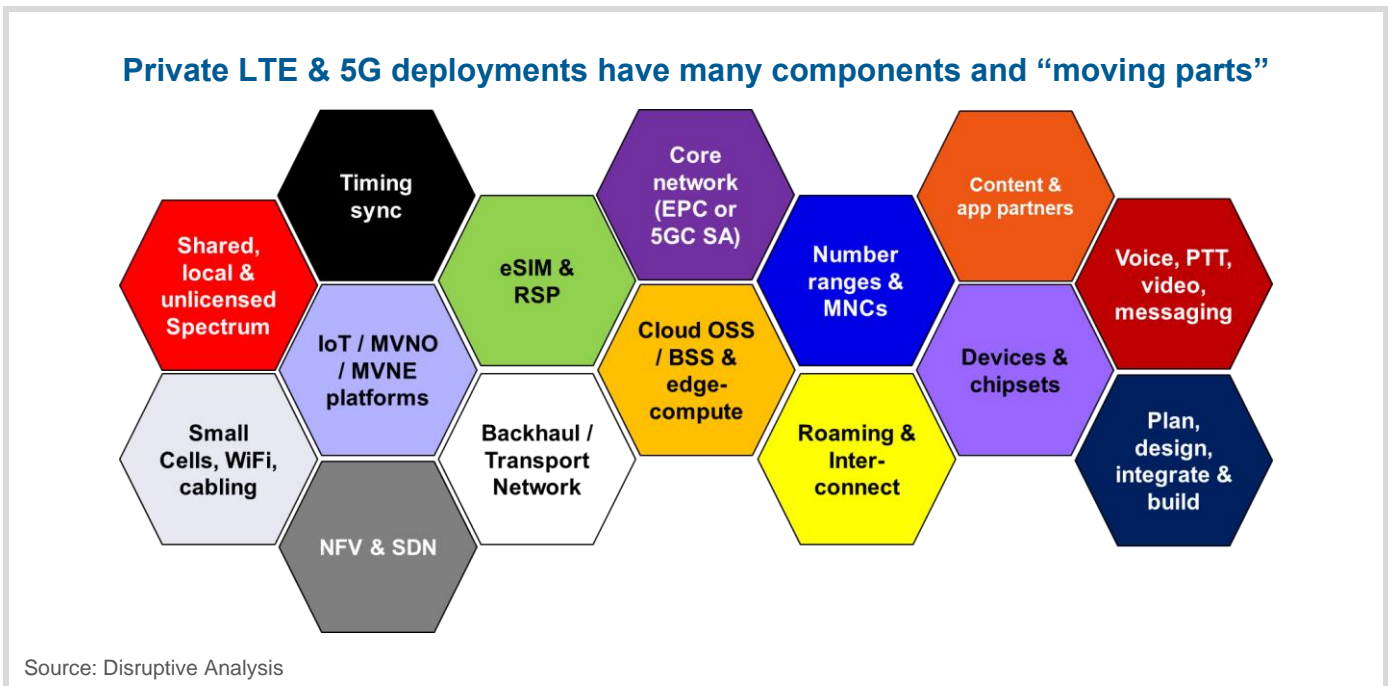 Private LTE & 5G deployments have many components and “moving parts”
Timing
sync
Core
network
(EPC or
5GC SA)
Content &
app partners
Shared,
local &
unlicensed
Spectrum
eSIM &
RSP
Number
ranges &
MNCs
Voice, PTT,
video,
messaging
IoT / MVNO
/ MVNE
platforms
Cloud OSS
/ BSS &
edge-
compute
Devices &
chipsets
Small
Cells, WiFi,
cabling
Backhaul /
Transport
Network
Roaming &
Inter-
connect
Plan,
design,
integrate &
build
NFV & SDN
Source: Disruptive Analysis